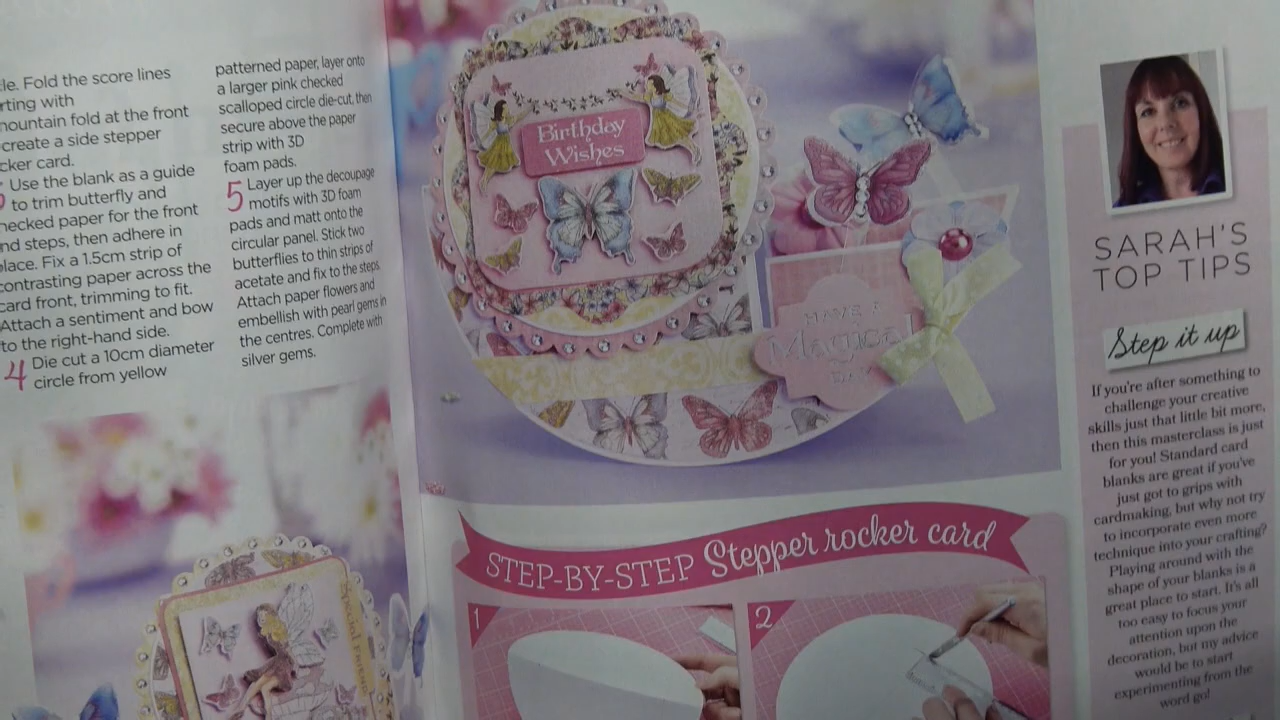 le. Fold the score lines
rting with
mountain fold at the front
create a side stepper
cker card.
Use the blank as a guide
to trim butterfly and
hecked paper for the front
nd steps, then adhere in
lace. Fix a 1.5cm strip of
contrasting paper across the
card front, trimming to fit.
Attach a sentiment and bow
to the right-hand side.
4 Die cut a 10cm diameter
circle from yellow
patterned paper, layer onto
a larger pink checked
scalloped circle die-cut, then
secure above the paper
strip with 3D
foam pads.
5 Layer up the decoupage
motifs with 3D foam
pads and matt onto the
circular panel. Stick two
butterflies to thin strips of
acetate and fix to the steps.
Attach paper flowers and
embellish with pearl gems in
the centres. Complete with
silver gems.
Birthday
Wishes
HAVE A
Magical
DAY
Special Friend
STEP-BY-STEP Stepper rocker card
1
2
SARAH'S
TOP TIPS
Step it up
If you're after something to
challenge your creative
skills just that little bit more,
then this masterclass is just
for you! Standard card
blanks are great if you've
just got to grips with
cardmaking, but why not try
to incorporate even more
technique into your crafting?
Playing around with the
shape of your blanks is a
great place to start. It's all
too easy to focus your
attention upon the
decoration, but my advice
would be to start
experimenting from the
word go!